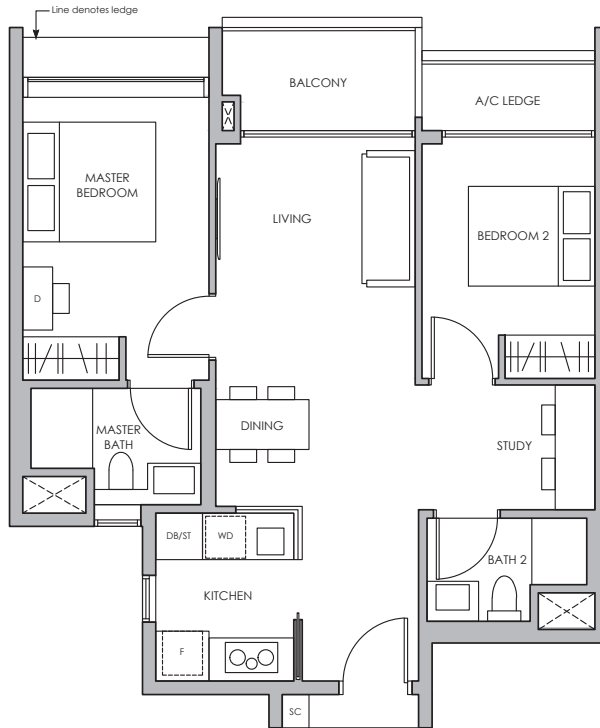 Line denotes ledge
BALCONY
A/C LEDGE
MASTER
BEDROOM
LIVING
BEDROOM 2
D
MASTER
BATH
DINING
STUDY
DB/ST
WD
BATH 2
KITCHEN
F
SC